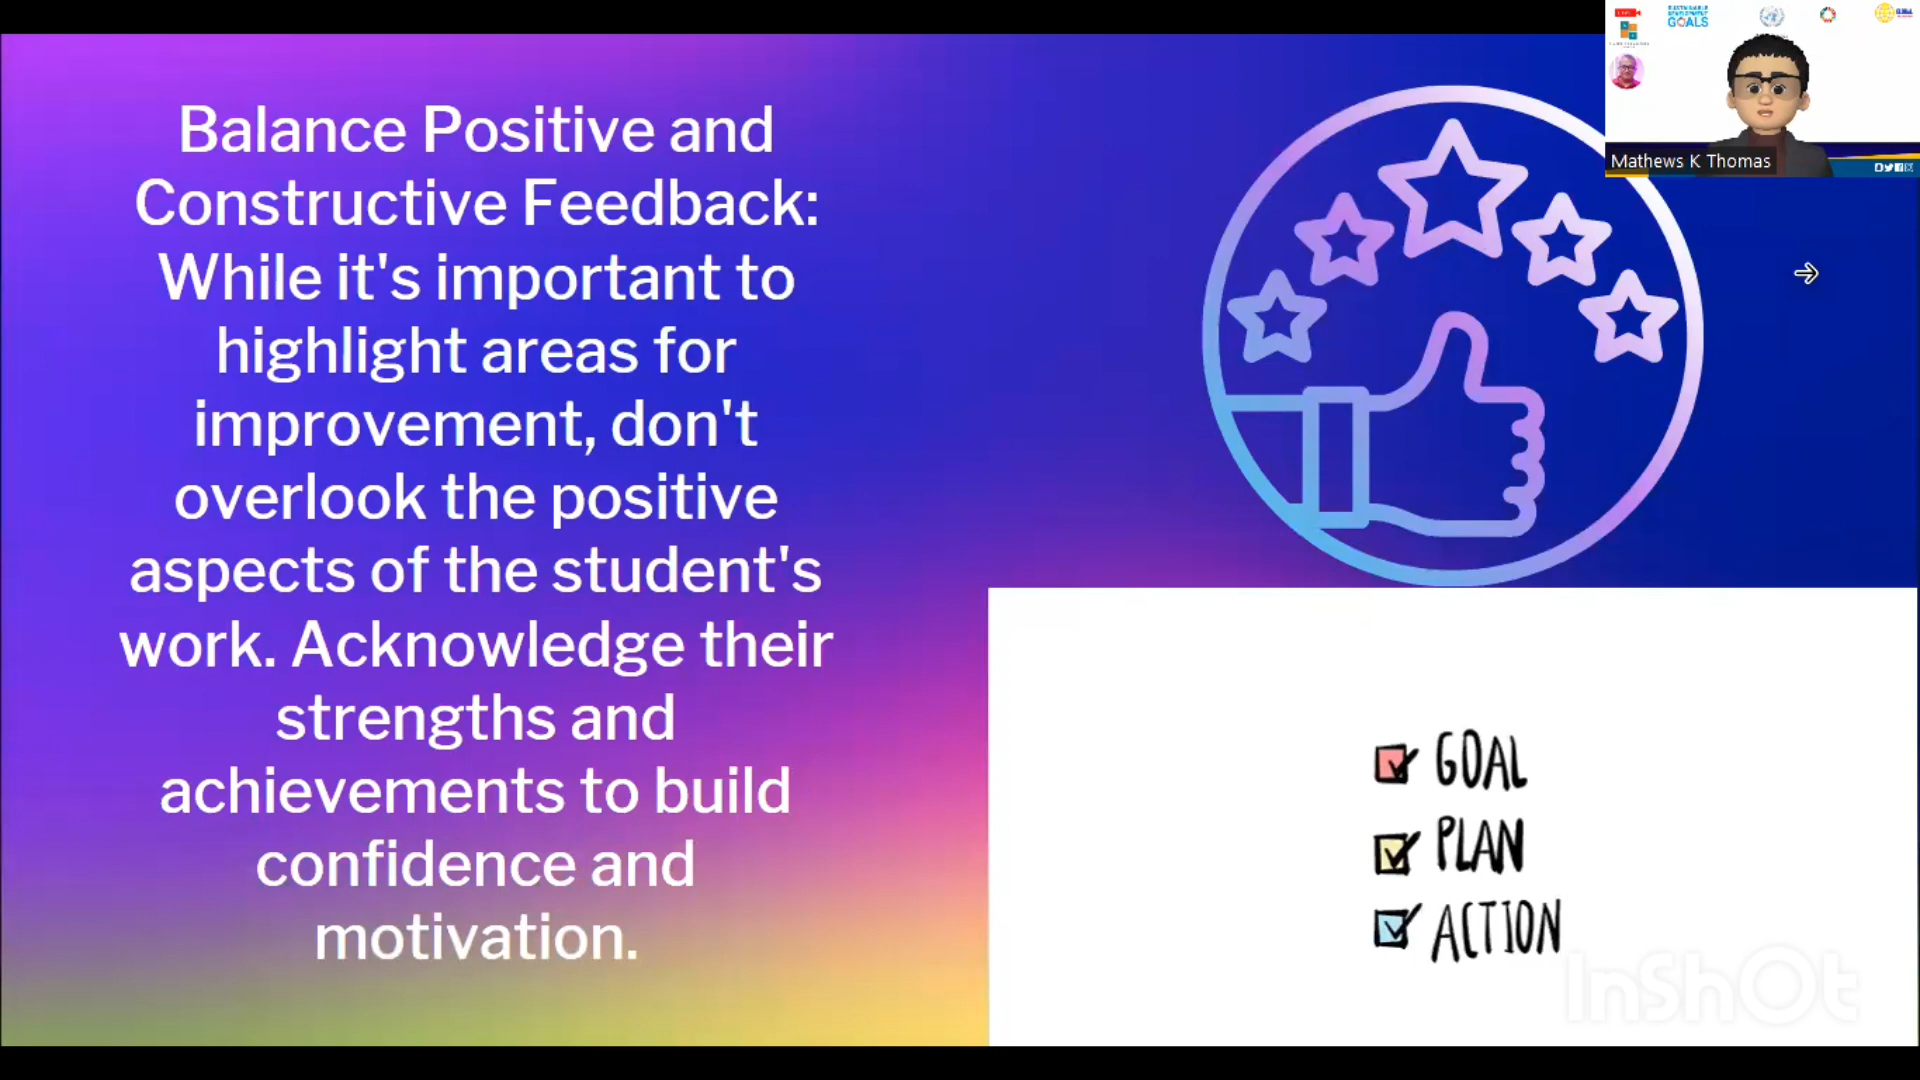 Balance Positive and
Constructive Feedback:
While it's important to
highlight areas for
improvement, don't
overlook the positive
aspects of the student's
work. Acknowledge their
strengths and
achievements to build
confidence and
motivation.
GOALS
Mathews K Thomas
GOAL
PLAN
ACTION
InShOt